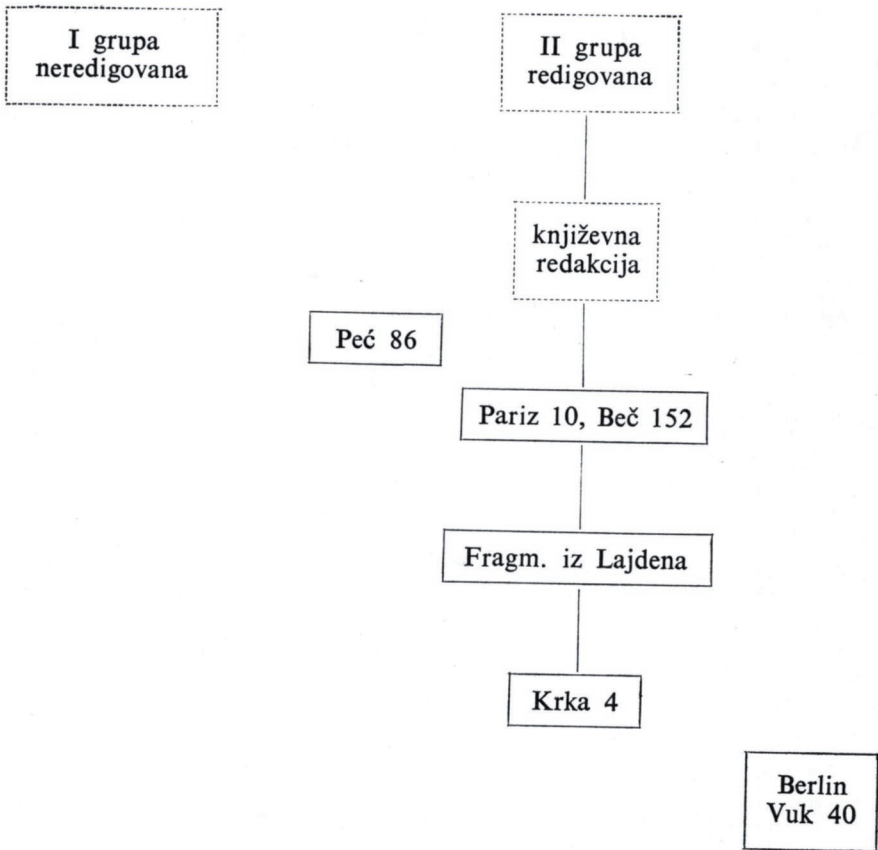 I grupa
neredigovana
II grupa
redigovana
književna
redakcija
Peć 86
Pariz 10, Beč 152
Fragm. iz Lajdena
Krka 4
Berlin
Vuk 40